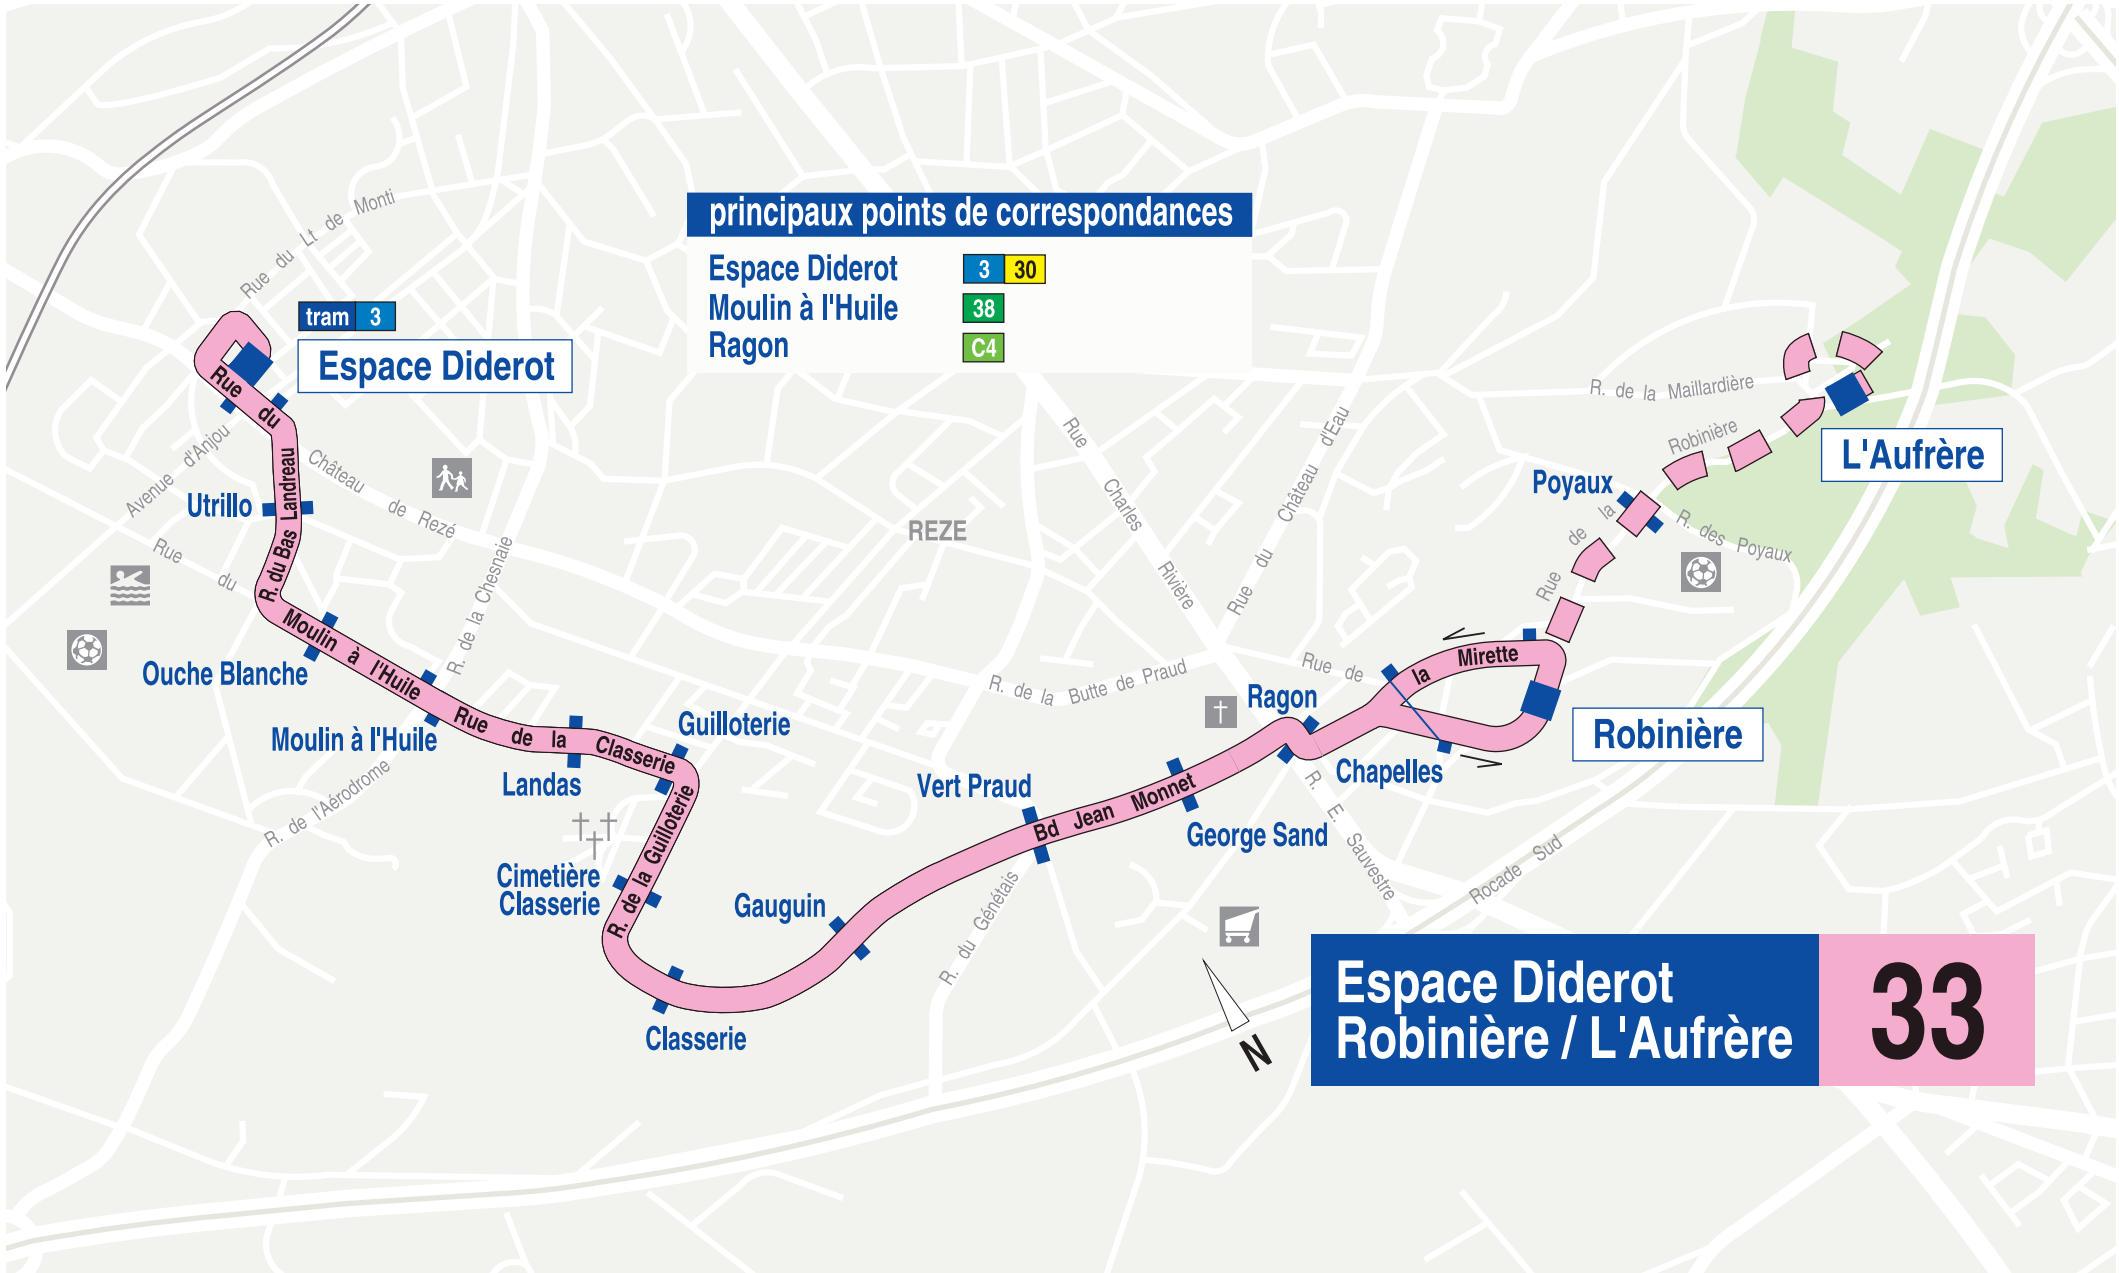 principaux points de correspondances
Espace Diderot 3 30
Moulin à l'Huile 38
Ragon C4
Rue du Lt de Monti
tram 3
Espace Diderot
Rue du
Château de Rezé
Avenue d'Anjou
Utrillo
R. du Bas Landreau
Rue du
Moulin à l'Huile
Ouche Blanche
R. de la Chesnaie
Moulin à l'Huile
R. de l'Aérodrome
Rue de la Classerie
Landas
Guilloterie
R. de la Guilloterie
Cimetière
Classerie
Classerie
Gauguin
REZE
Vert Praud
R. du Génétais
Bd Jean Monnet
George Sand
R. de la Butte de Praud
Rue Charles Rivière
Rue du Château d'Eau
Ragon
R. E. Sauvestre
Chapelles
Rue de
la Mirette
Robinière
Rue de la Robinière
Poyaux
R. des Poyaux
R. de la Maillardière
L'Aufrère
Rocade Sud
N
Espace Diderot
Robinière / L'Aufrère
33